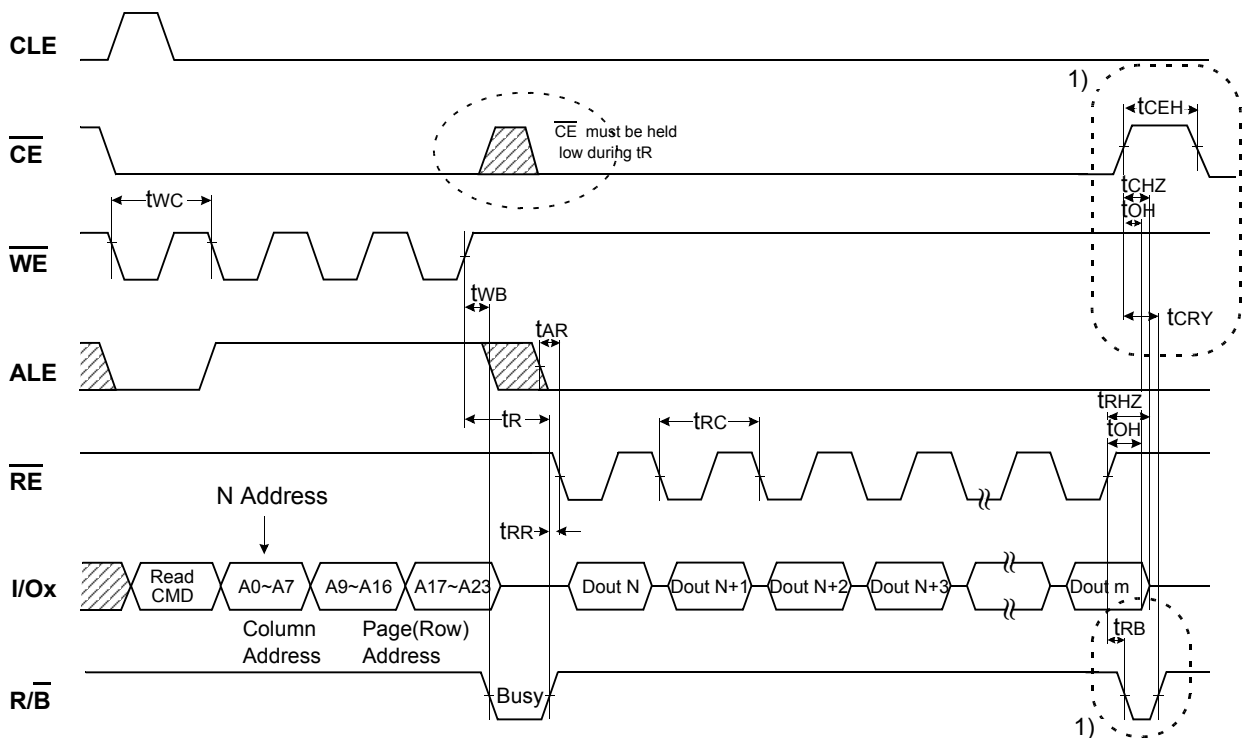 CLE
1)
tCEH
CE
CE must be held
low during tR
tCHZ
tOH
tWC
WE
tWB
tCRY
tAR
ALE
tR
tRC
tRHZ
tOH
RE
N Address
tRR
I/Ox
Read
CMD
A0~A7
A9~A16
A17~A23
Dout N
Dout N+1
Dout N+2
Dout N+3
Dout m
Column
Address
Page(Row)
Address
tRB
R/B
Busy
1)